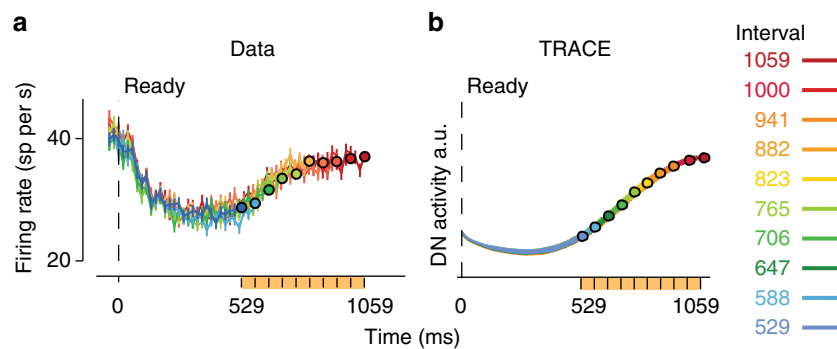 a
Data
Ready
Firing rate (sp per s)
40
20
0
529
1059
b
TRACE
Ready
DN activity a.u.
0
529
1059
Time (ms)
Interval
1059
1000
941
882
823
765
706
647
588
529